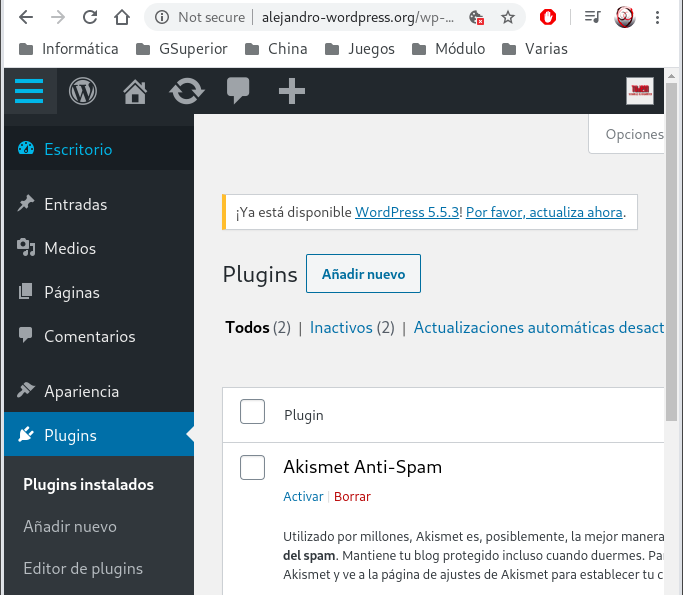 Not secure | alejandro-wordpress.org/wp-...
Informática GSuperior China Juegos Módulo Varias
Opciones
Escritorio
Entradas
Medios
Páginas
Comentarios
Apariencia
Plugins
Plugins instalados
Añadir nuevo
Editor de plugins
¡Ya está disponible WordPress 5.5.3! Por favor, actualiza ahora.
Plugins Añadir nuevo
Todos (2) | Inactivos (2) | Actualizaciones automáticas desact
Plugin
Akismet Anti-Spam
Activar | Borrar
Utilizado por millones, Akismet es, posiblemente, la mejor manera
del spam. Mantiene tu blog protegido incluso cuando duermes. Pa
Akismet y ve a la página de ajustes de Akismet para establecer tu c